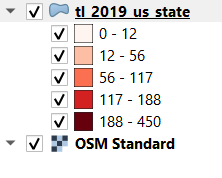 tl_2019_us_state
0 - 12
12 - 56
56 - 117
117 - 188
188 - 450
OSM Standard